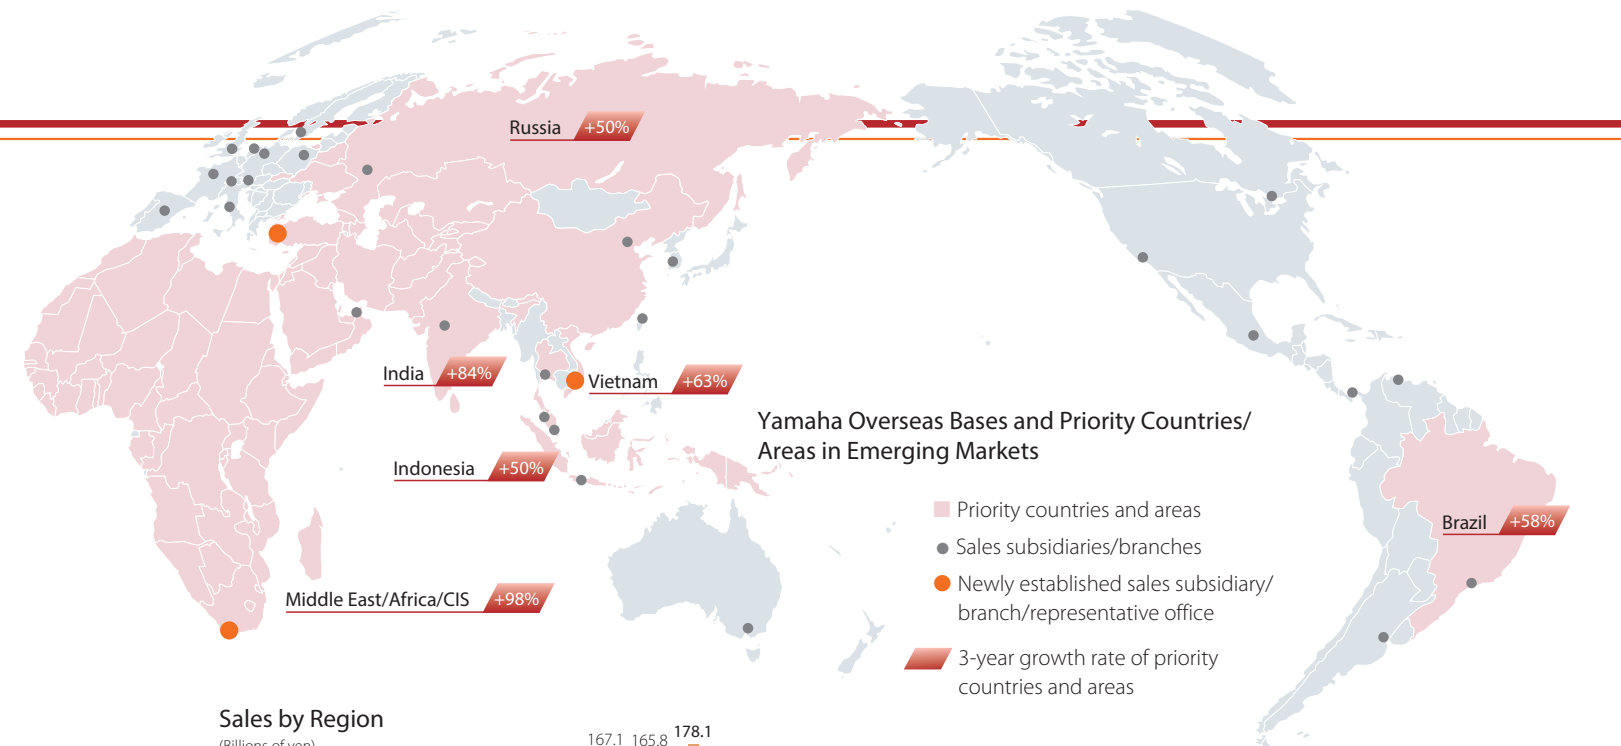 Russia +50%
India +84%
Vietnam +63%
Yamaha Overseas Bases and Priority Countries/
Areas in Emerging Markets
Indonesia +50%
Priority countries and areas
Brazil +58%
Sales subsidiaries/branches
Newly established sales subsidiary/
branch/representative office
Middle East/Africa/CIS +98%
3-year growth rate of priority
countries and areas
Sales by Region
(Billions of yen)
167.1 165.8 178.1